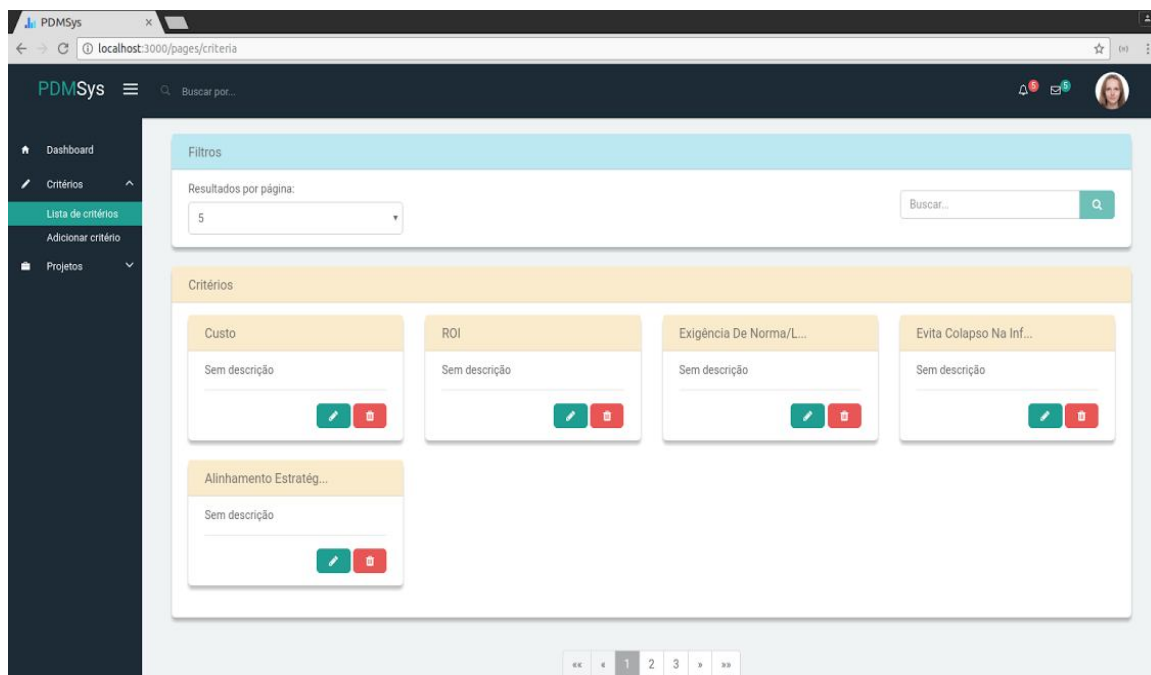 PDMSys
localhost:3000/pages/criteria
PDMSys
Buscar por...
5
5
Dashboard
Critérios
Lista de critérios
Adicionar critério
Projetos
Filtros
Resultados por página:
5
Buscar...
Critérios
Custo
Sem descrição
ROI
Sem descrição
Exigência De Norma/L...
Sem descrição
Evita Colapso Na Inf...
Sem descrição
Alinhamento Estratég...
Sem descrição
«« « 1 2 3 » »»